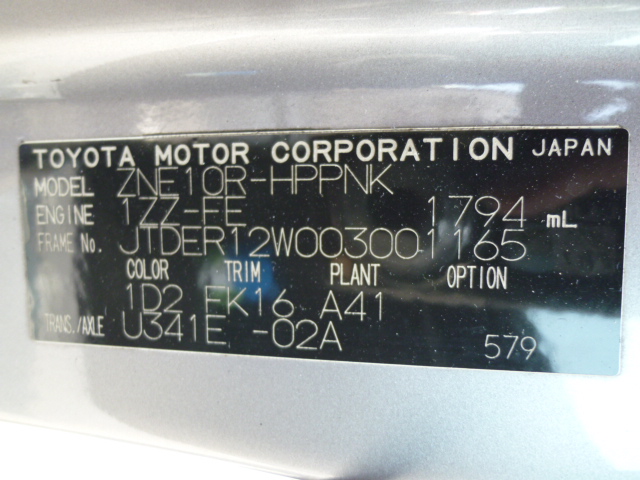 TOYOTA MOTOR CORPORATION JAPAN
MODEL ZNE10R-HPPNK
ENGINE 1ZZ-FE 1794 mL
FRAME No. JTDER12W003001165
COLOR TRIM PLANT OPTION
1D2 FK16 A41
TRANS./AXLE U341E -02A
579